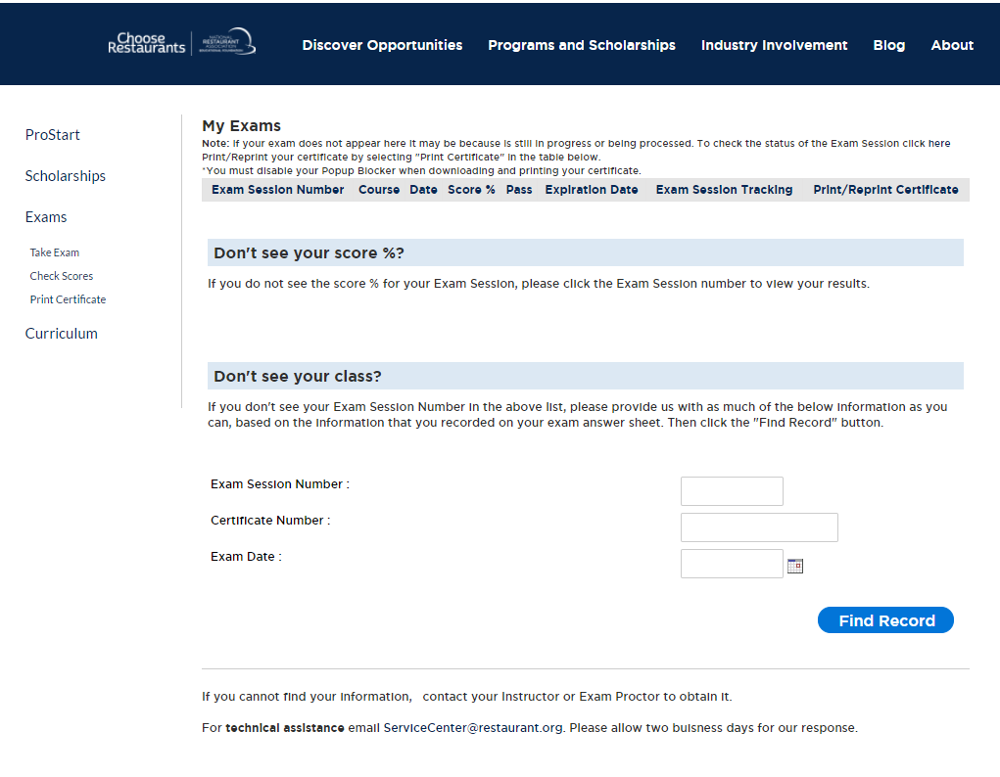 Choose
Restaurants
NATIONAL
RESTAURANT
ASSOCIATION
EDUCATIONAL FOUNDATION
Discover Opportunities
Programs and Scholarships
Industry Involvement
Blog
About
ProStart
Scholarships
Exams
Take Exam
Check Scores
Print Certificate
Curriculum
My Exams
Note: If your exam does not appear here it may be because is still in progress or being processed. To check the status of the Exam Session click here
Print/Reprint your certificate by selecting "Print Certificate" in the table below.
*You must disable your Popup Blocker when downloading and printing your certificate.
Exam Session Number Course Date Score % Pass Expiration Date Exam Session Tracking Print/Reprint Certificate
Don't see your score %?
If you do not see the score % for your Exam Session, please click the Exam Session number to view your results.
Don't see your class?
If you don't see your Exam Session Number in the above list, please provide us with as much of the below information as you
can, based on the information that you recorded on your exam answer sheet. Then click the "Find Record" button.
Exam Session Number :
Certificate Number :
Exam Date :
Find Record
If you cannot find your information, contact your Instructor or Exam Proctor to obtain it.
For technical assistance email ServiceCenter@restaurant.org. Please allow two buisness days for our response.